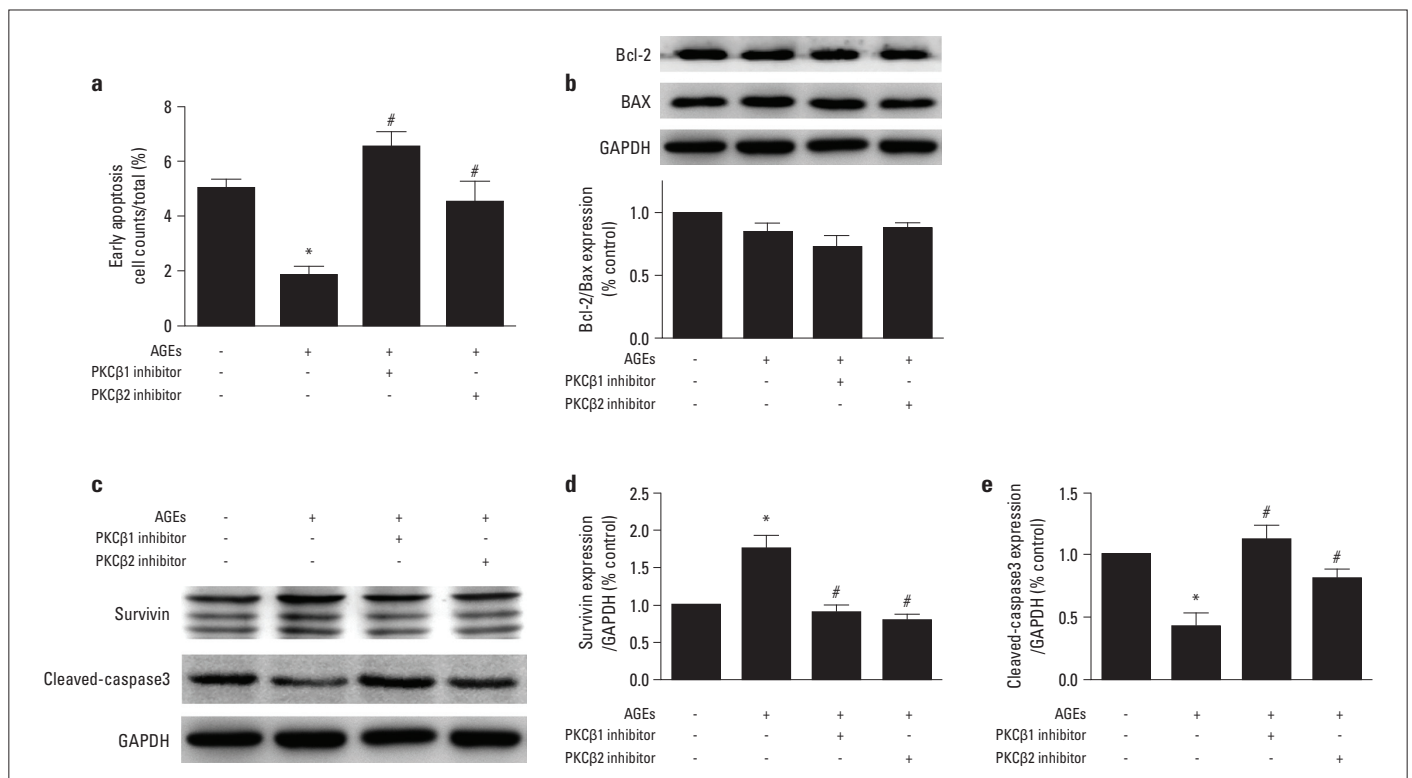 a
8
6
4
2
0
Early apoptosis
cell counts/total (%)
*
#
#
AGEs - + + +
PKCβ1 inhibitor - - + -
PKCβ2 inhibitor - - - +
b
Bcl-2
BAX
GAPDH
1.0
0.5
0.0
Bcl-2/Bax expression
(% control)
AGEs - + + +
PKCβ1 inhibitor - - + -
PKCβ2 inhibitor - - - +
c
AGEs - + + +
PKCβ1 inhibitor - - + -
PKCβ2 inhibitor - - - +
Survivin
Cleaved-caspase3
GAPDH
d
2.5
2.0
1.5
1.0
0.5
0.0
Survivin expression
/GAPDH (% control)
*
#
#
AGEs - + + +
PKCβ1 inhibitor - - + -
PKCβ2 inhibitor - - - +
e
1.5
1.0
0.5
0.0
Cleaved-caspase3 expression
/GAPDH (% control)
*
#
#
AGEs - + + +
PKCβ1 inhibitor - - + -
PKCβ2 inhibitor - - - +